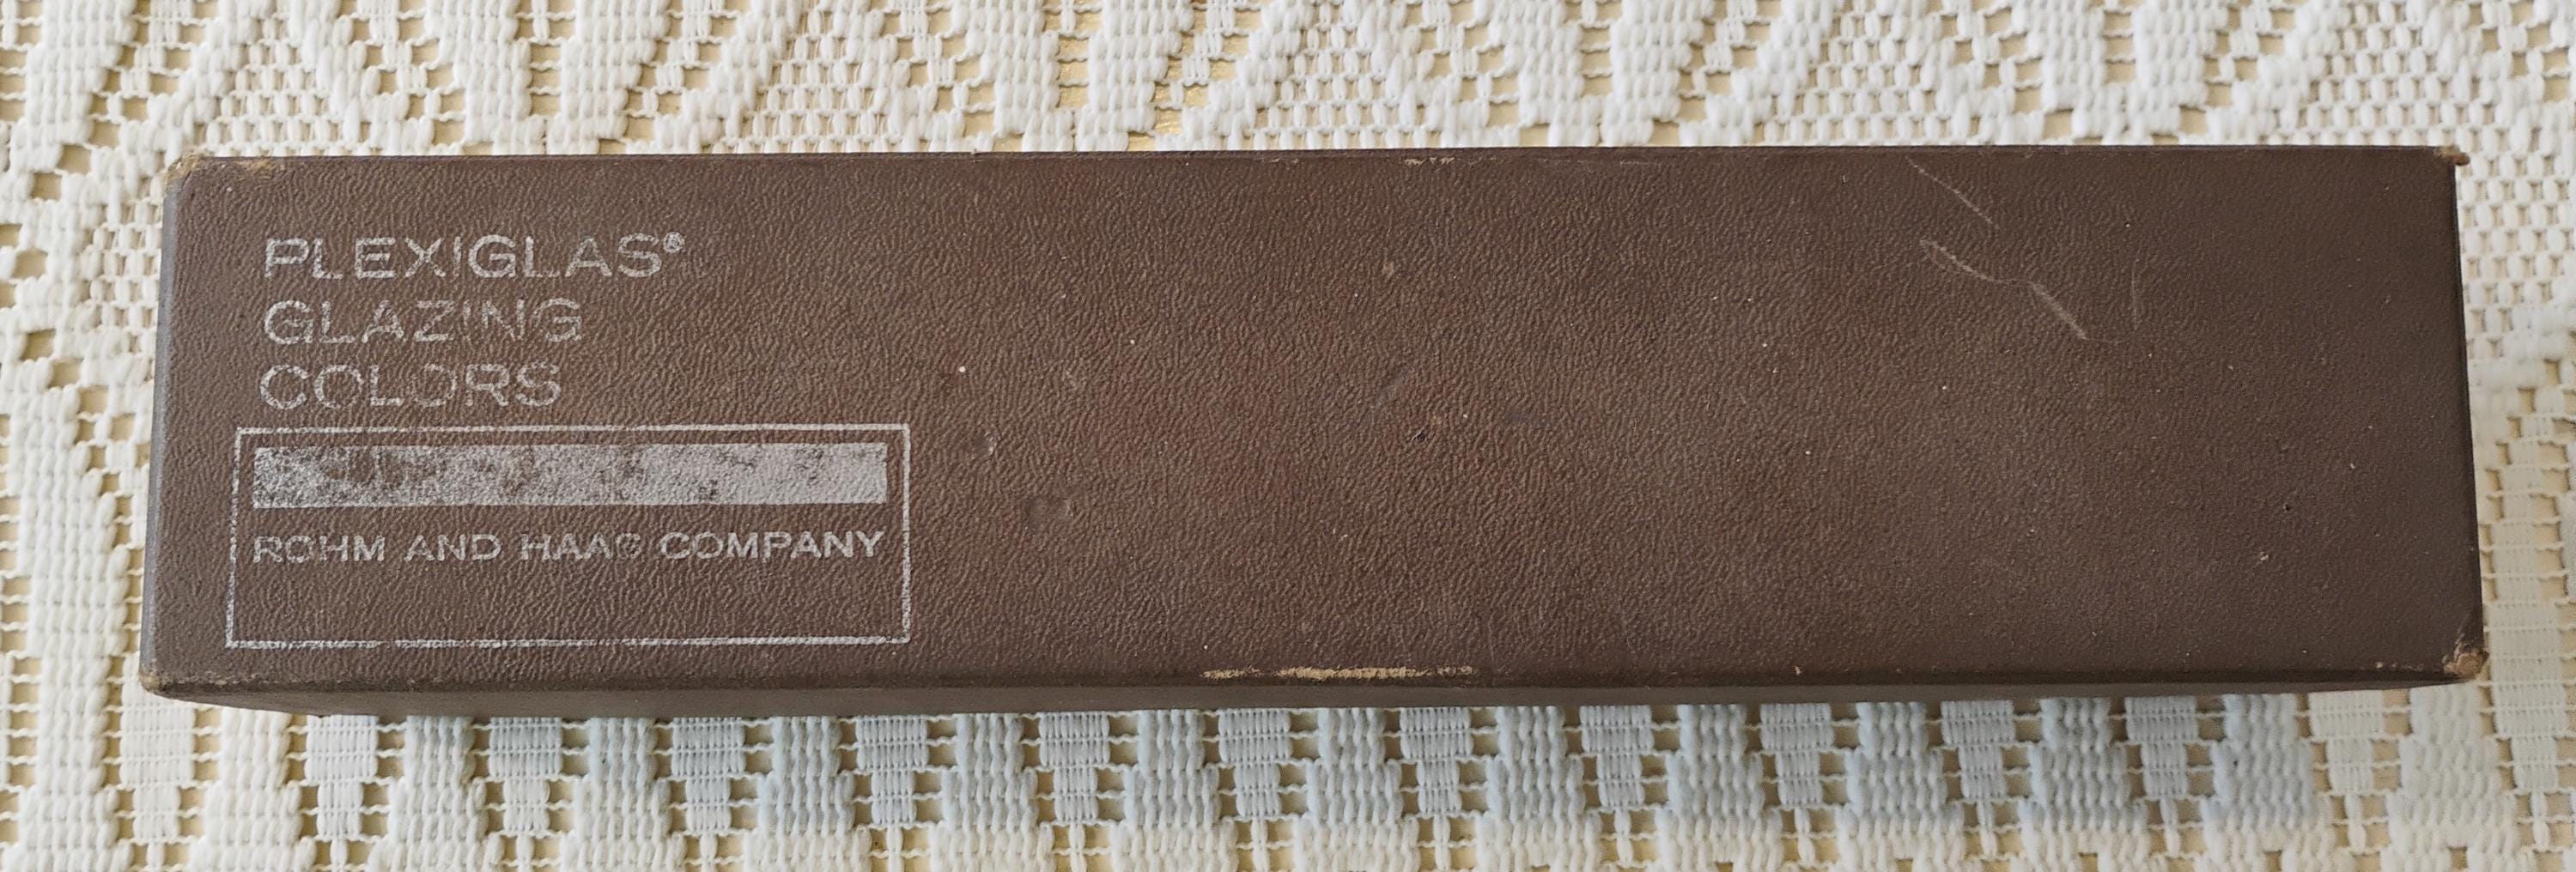 PLEXIGLAS®
GLAZING
COLORS
ROHM AND HAAS COMPANY